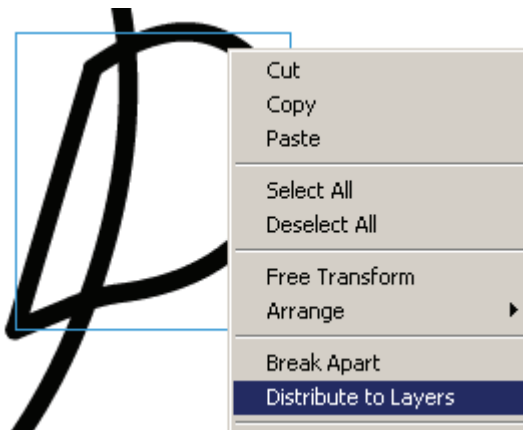 Cut
Copy
Paste
Select All
Deselect All
Free Transform
Arrange
Break Apart
Distribute to Layers